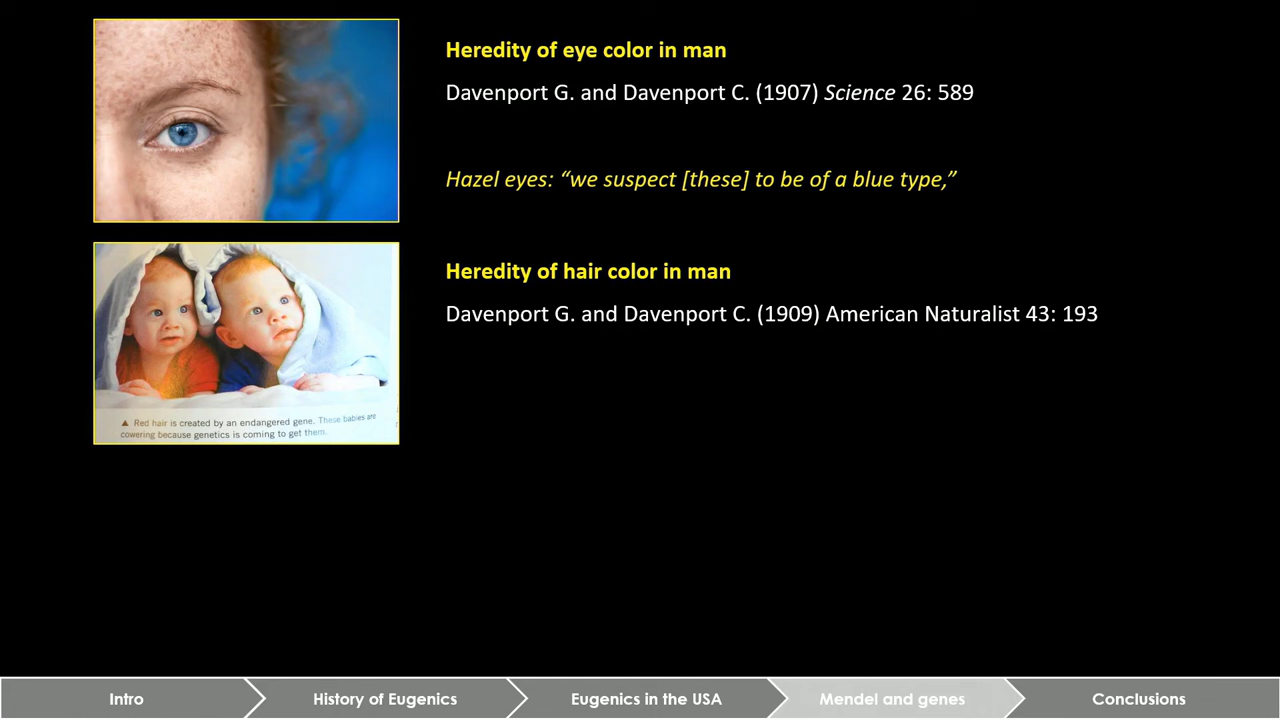 Heredity of eye color in man
Davenport G. and Davenport C. (1907) Science 26: 589
Hazel eyes: “we suspect [these] to be of a blue type,”
Heredity of hair color in man
Davenport G. and Davenport C. (1909) American Naturalist 43: 193
▲ Red hair is created by an endangered gene. These babies are
cowering because genetics is coming to get them.
Intro
History of Eugenics
Eugenics in the USA
Mendel and genes
Conclusions